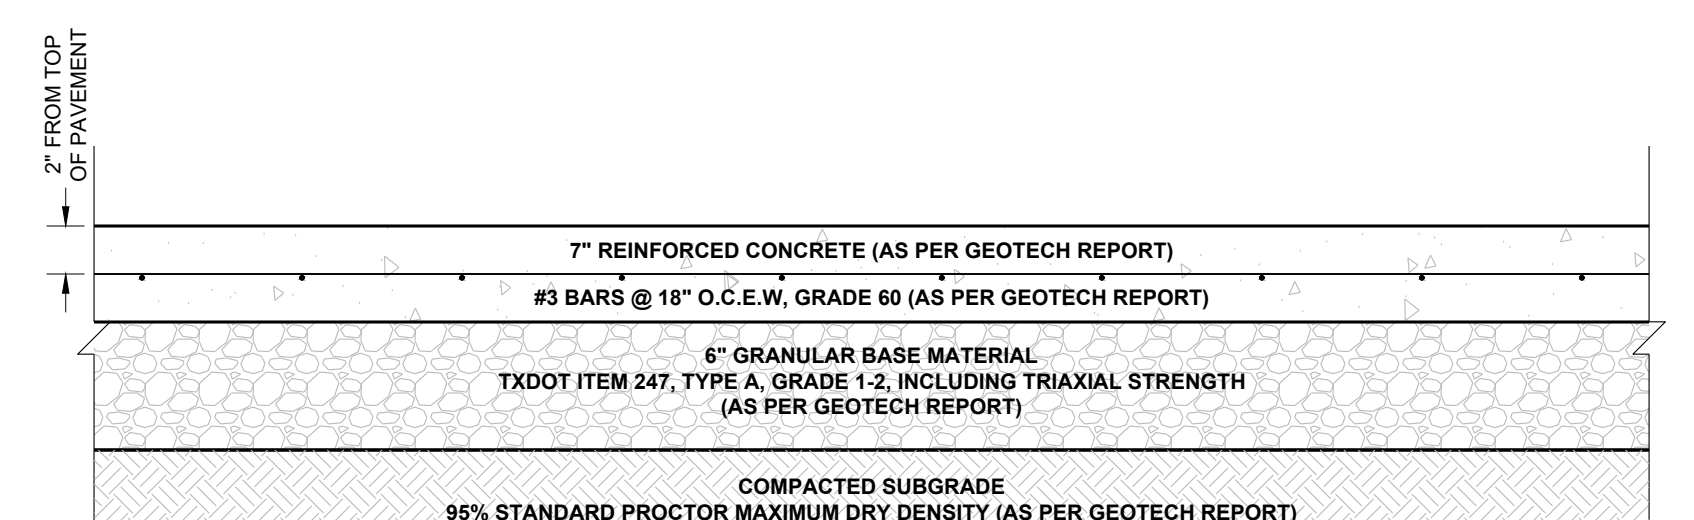 2" FROM TOP
OF PAVEMENT
7" REINFORCED CONCRETE (AS PER GEOTECH REPORT)
#3 BARS @ 18" O.C.E.W, GRADE 60 (AS PER GEOTECH REPORT)
6" GRANULAR BASE MATERIAL
TXDOT ITEM 247, TYPE A, GRADE 1-2, INCLUDING TRIAXIAL STRENGTH
(AS PER GEOTECH REPORT)
COMPACTED SUBGRADE
95% STANDARD PROCTOR MAXIMUM DRY DENSITY (AS PER GEOTECH REPORT)